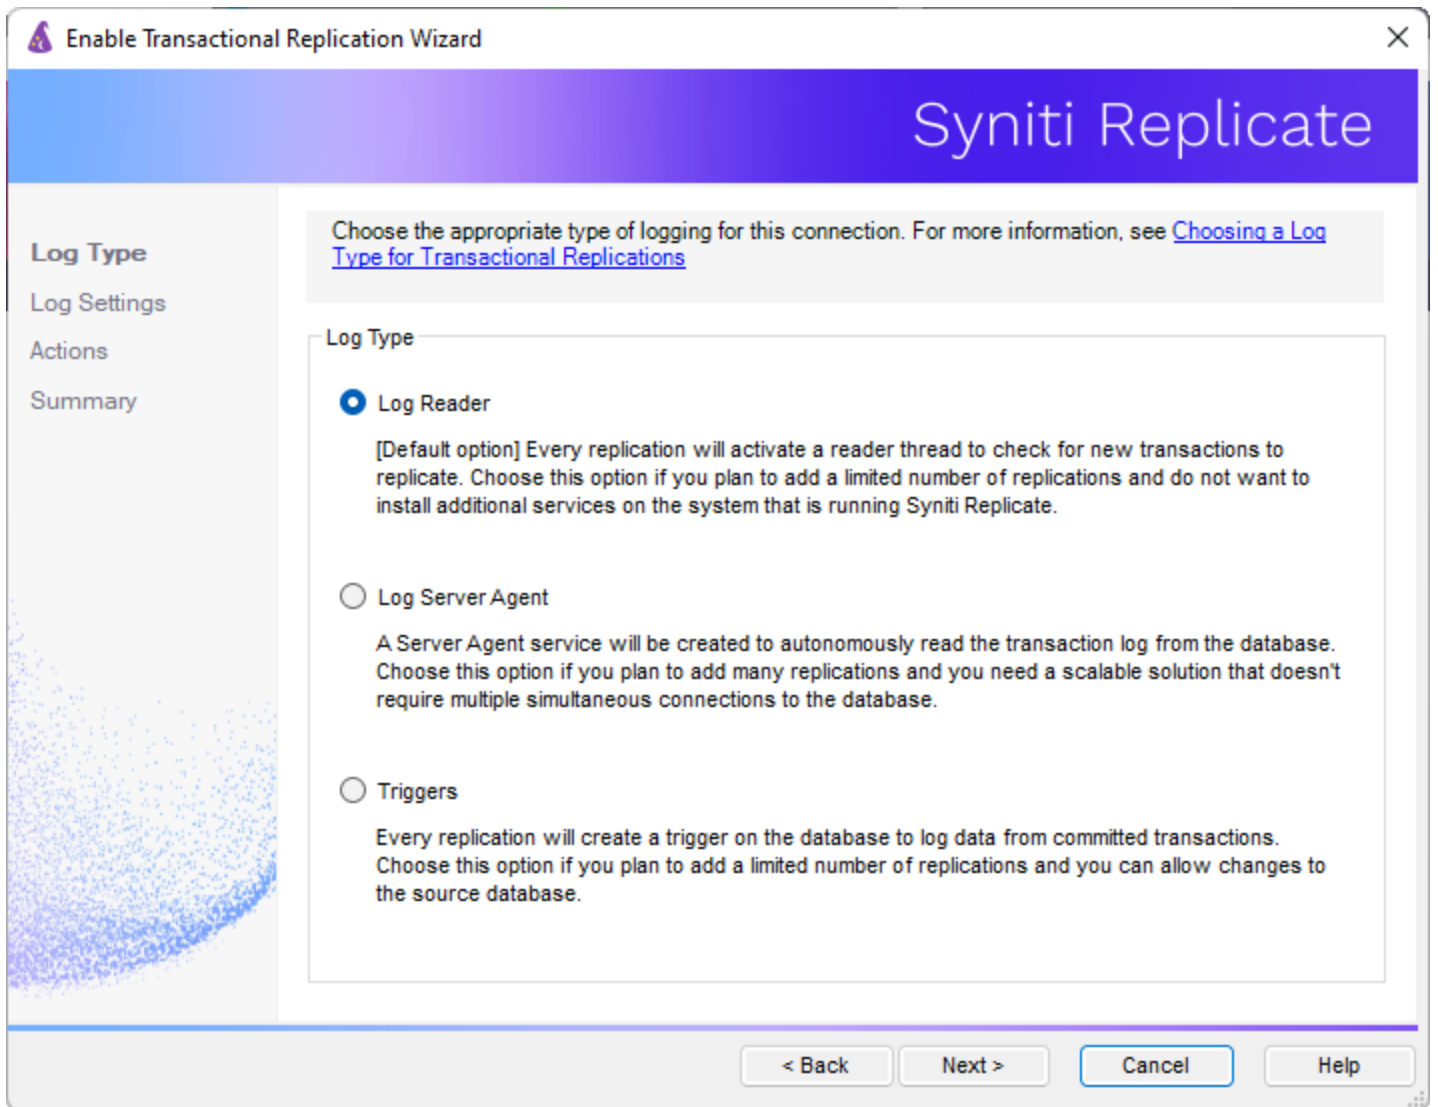 Enable Transactional Replication Wizard
Syniti Replicate
Log Type
Log Settings
Actions
Summary
Choose the appropriate type of logging for this connection. For more information, see Choosing a Log
Type for Transactional Replications
Log Type
Log Reader
[Default option] Every replication will activate a reader thread to check for new transactions to
replicate. Choose this option if you plan to add a limited number of replications and do not want to
install additional services on the system that is running Syniti Replicate.
Log Server Agent
A Server Agent service will be created to autonomously read the transaction log from the database.
Choose this option if you plan to add many replications and you need a scalable solution that doesn't
require multiple simultaneous connections to the database.
Triggers
Every replication will create a trigger on the database to log data from committed transactions.
Choose this option if you plan to add a limited number of replications and you can allow changes to
the source database.
< Back
Next >
Cancel
Help